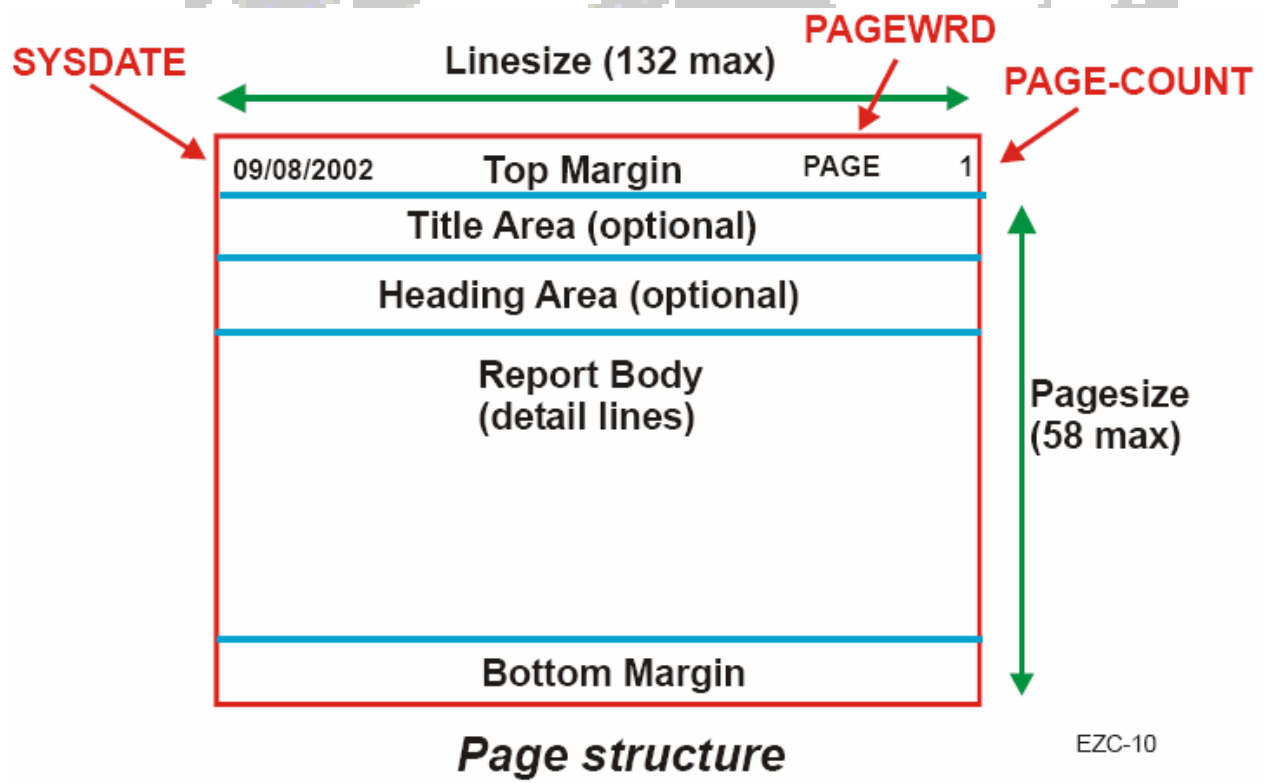 PAGEWRD
SYSDATE
Linesize (132 max)
PAGE-COUNT
09/08/2002 Top Margin PAGE 1
Title Area (optional)
Heading Area (optional)
Report Body
(detail lines)
Pagesize
(58 max)
Bottom Margin
Page structure
EZC-10